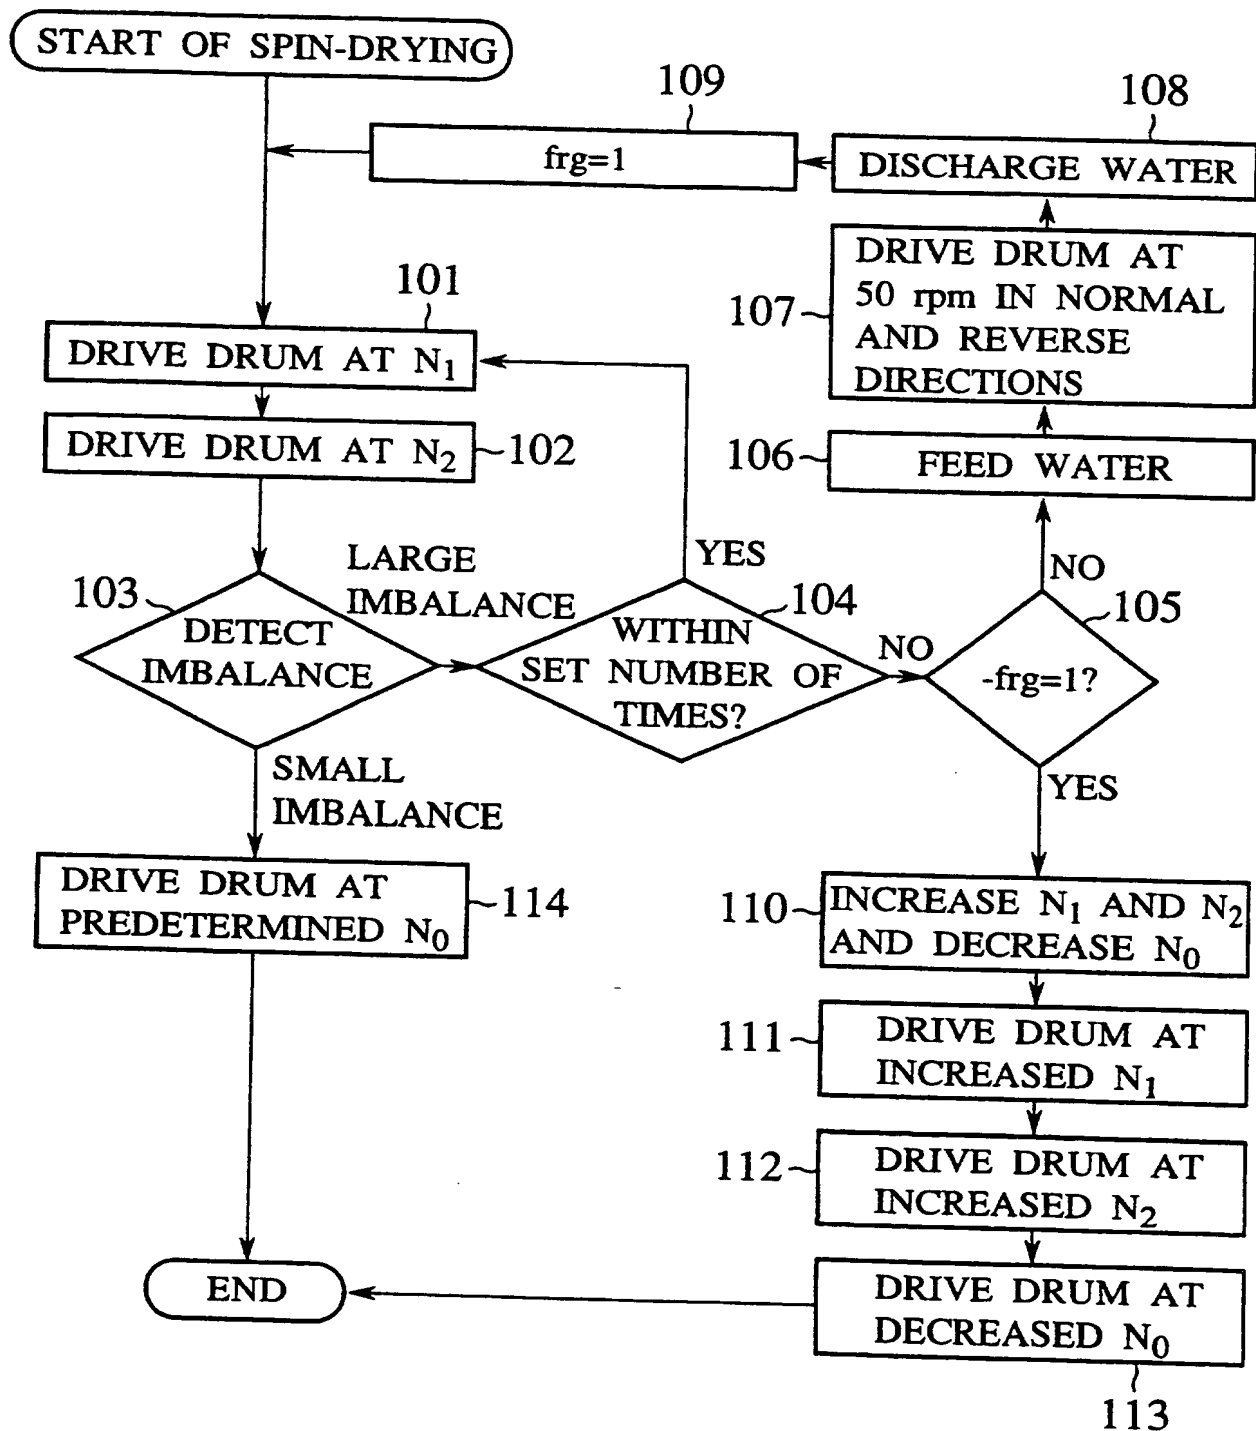 START OF SPIN-DRYING
109
108
frg=1
DISCHARGE WATER
107
DRIVE DRUM AT
50 rpm IN NORMAL
AND REVERSE
DIRECTIONS
101
DRIVE DRUM AT N₁
DRIVE DRUM AT N₂
102
106
FEED WATER
103
DETECT
IMBALANCE
LARGE
IMBALANCE
YES
104
WITHIN
SET NUMBER OF
TIMES?
NO
NO
105
-frg=1?
YES
SMALL
IMBALANCE
DRIVE DRUM AT
PREDETERMINED N₀
114
110
INCREASE N₁ AND N₂
AND DECREASE N₀
111
DRIVE DRUM AT
INCREASED N₁
112
DRIVE DRUM AT
INCREASED N₂
END
DRIVE DRUM AT
DECREASED N₀
113